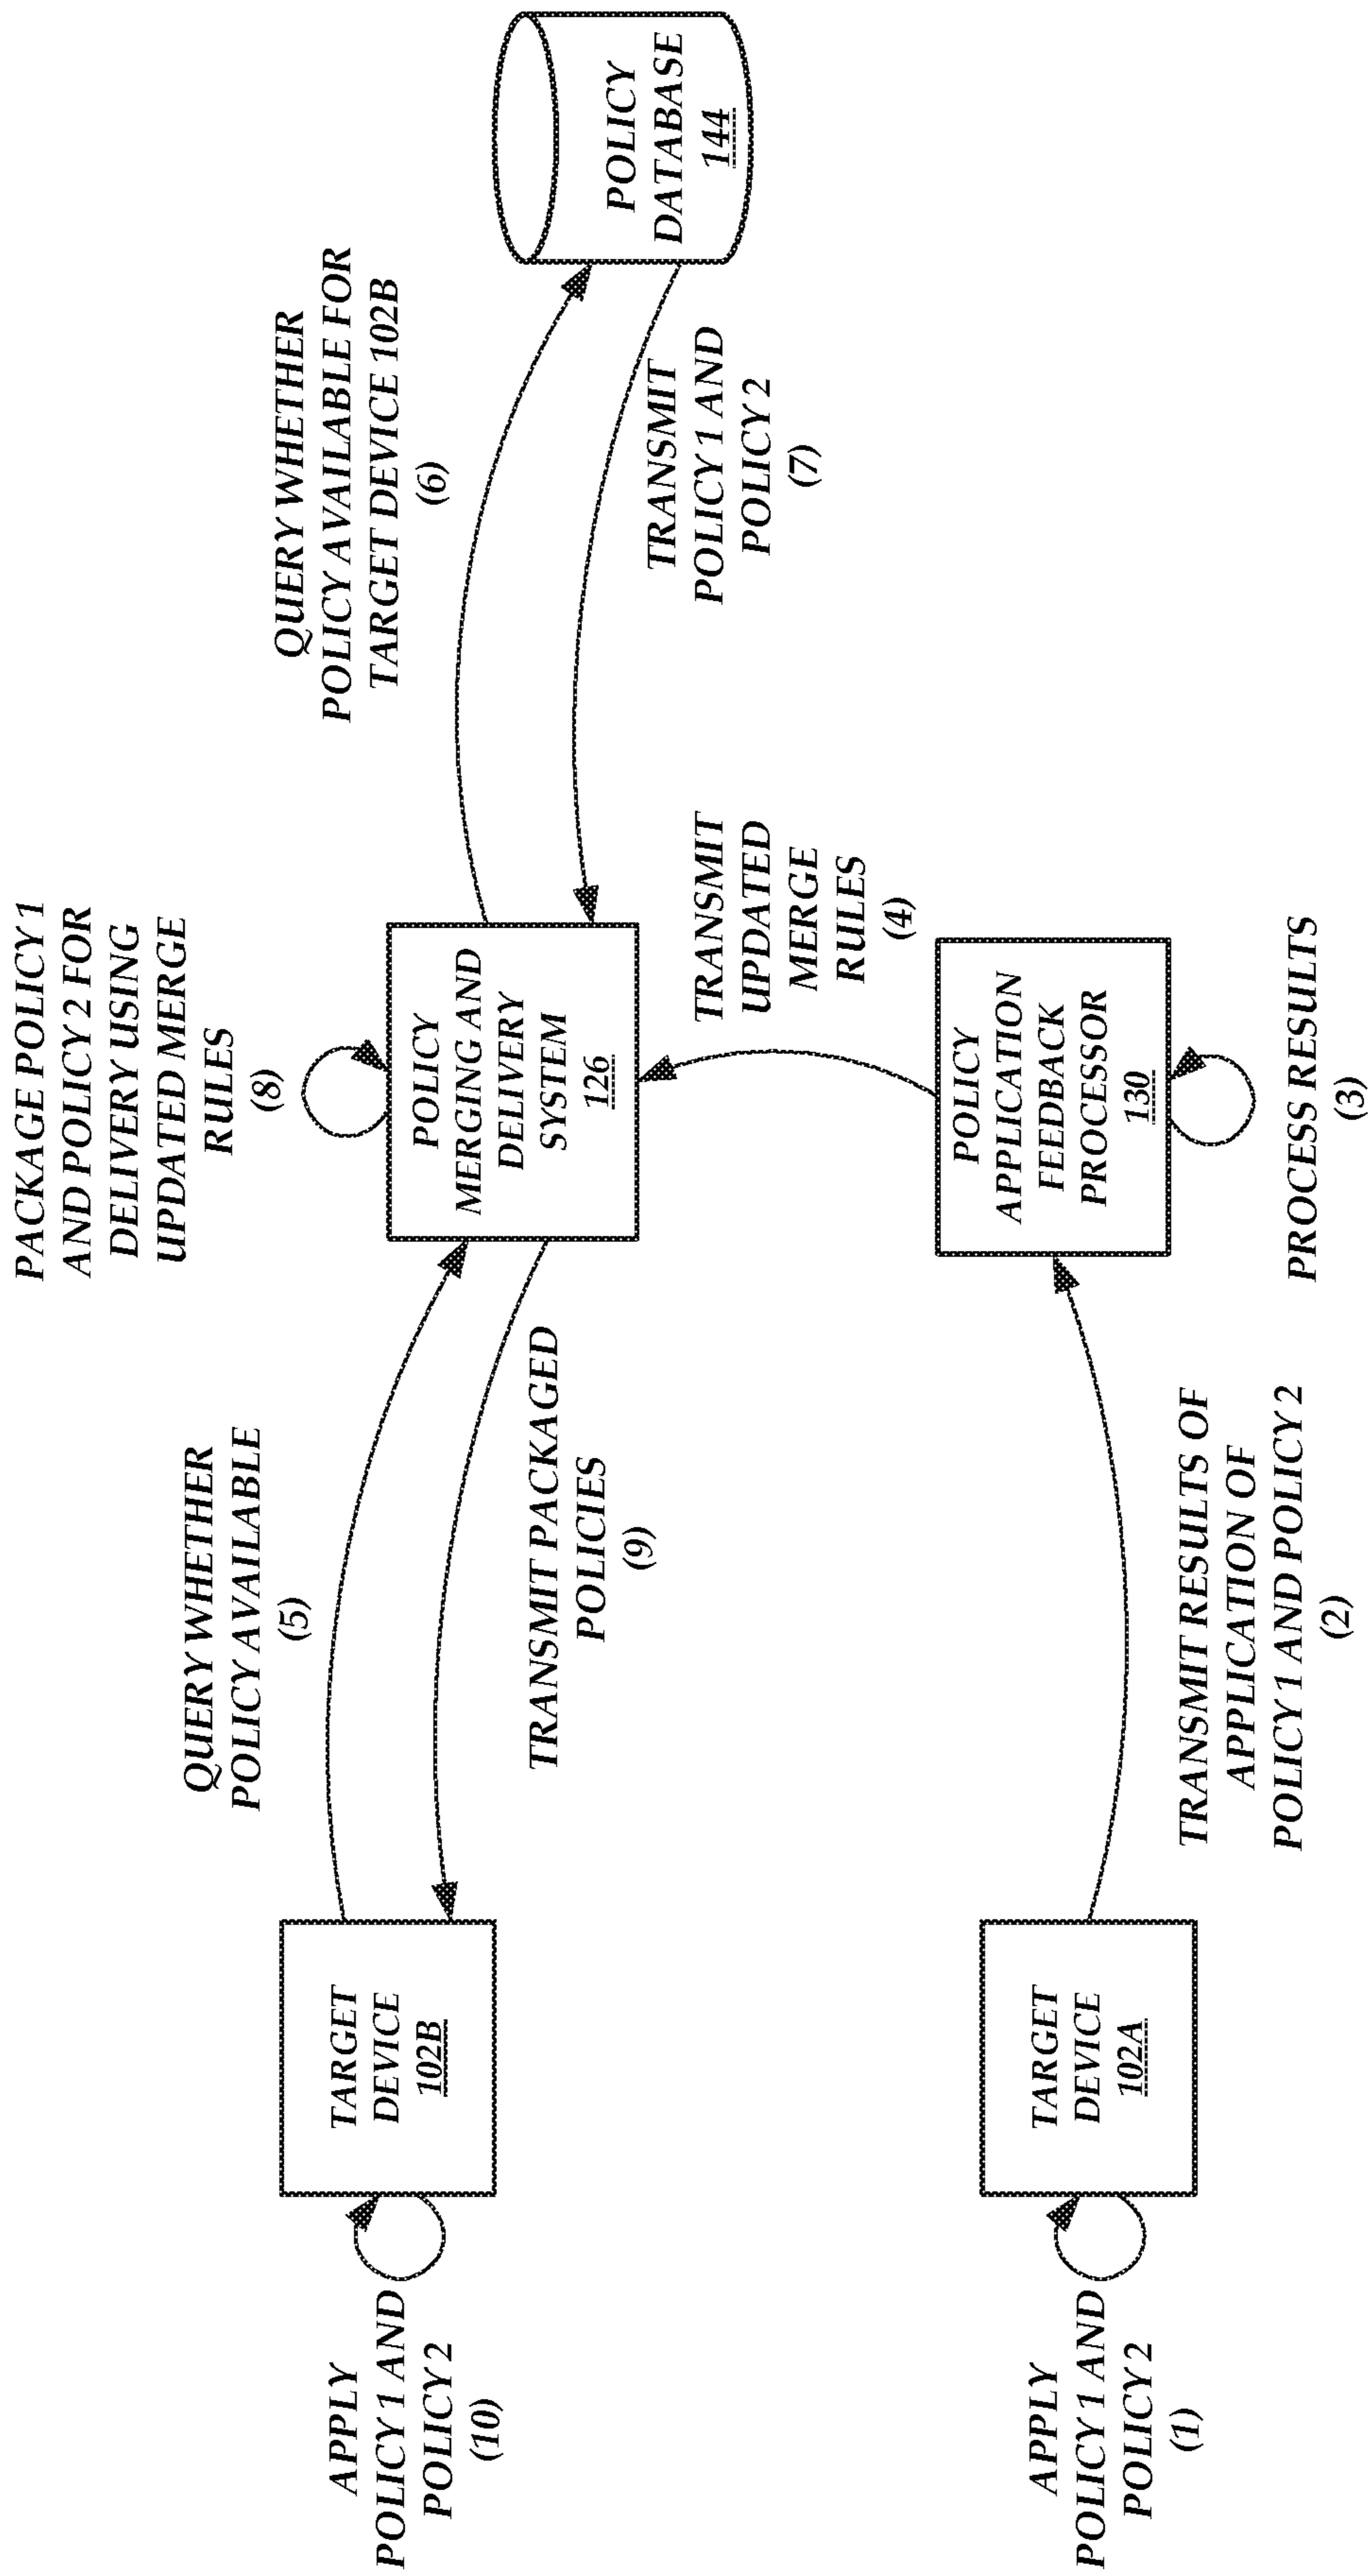 PACKAGE POLICY 1
AND POLICY 2 FOR
DELIVERY USING
UPDATED MERGE
RULES
(8)
QUERY WHETHER
POLICY AVAILABLE
(5)
QUERY WHETHER
POLICY AVAILABLE FOR
TARGET DEVICE 102B
(6)
APPLY
POLICY 1 AND
POLICY 2
(10)
TARGET
DEVICE
102B
POLICY
MERGING AND
DELIVERY
SYSTEM
126
POLICY
DATABASE
144
TRANSMIT PACKAGED
POLICIES
(9)
TRANSMIT
POLICY 1 AND
POLICY 2
(7)
TRANSMIT
UPDATED
MERGE
RULES
(4)
APPLY
POLICY 1 AND
POLICY 2
(1)
TARGET
DEVICE
102A
POLICY
APPLICATION
FEEDBACK
PROCESSOR
130
TRANSMIT RESULTS OF
APPLICATION OF
POLICY 1 AND POLICY 2
(2)
PROCESS RESULTS
(3)